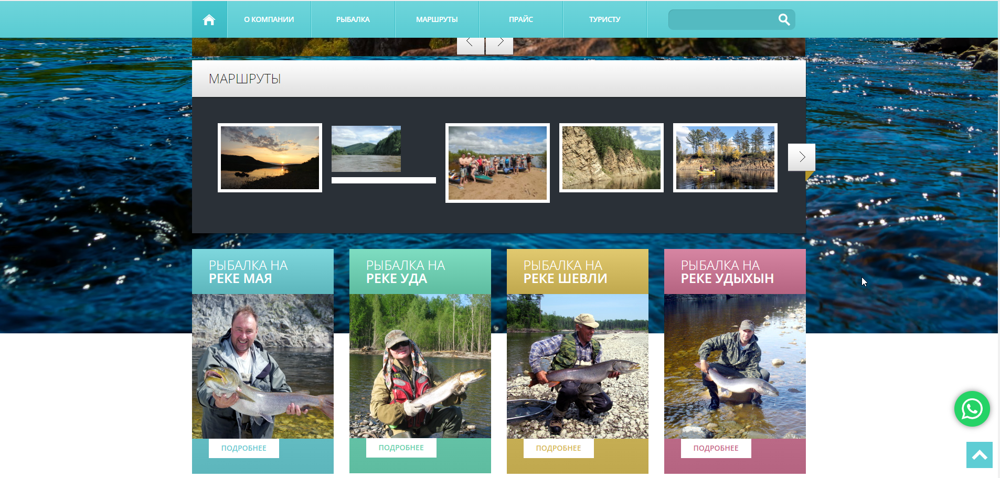 О КОМПАНИИ
РЫБАЛКА
МАРШРУТЫ
ПРАЙС
ТУРИСТУ
МАРШРУТЫ
РЫБАЛКА НА
РЕКЕ МАЯ
РЫБАЛКА НА
РЕКЕ УДА
РЫБАЛКА НА
РЕКЕ ШЕВЛИ
РЫБАЛКА НА
РЕКЕ УДЫХЫН
ПОДРОБНЕЕ
ПОДРОБНЕЕ
ПОДРОБНЕЕ
ПОДРОБНЕЕ